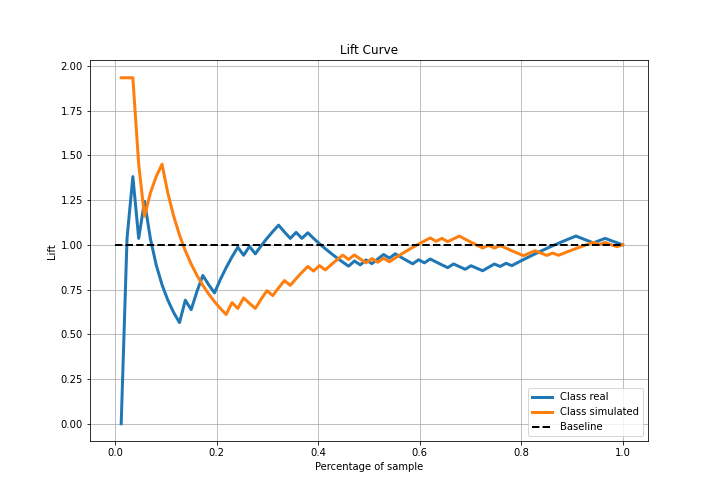 Lift Curve
Lift
2.00
1.75
1.50
1.25
1.00
0.75
0.50
0.25
0.00
0.0 0.2 0.4 0.6 0.8 1.0
Percentage of sample
Class real
Class simulated
Baseline